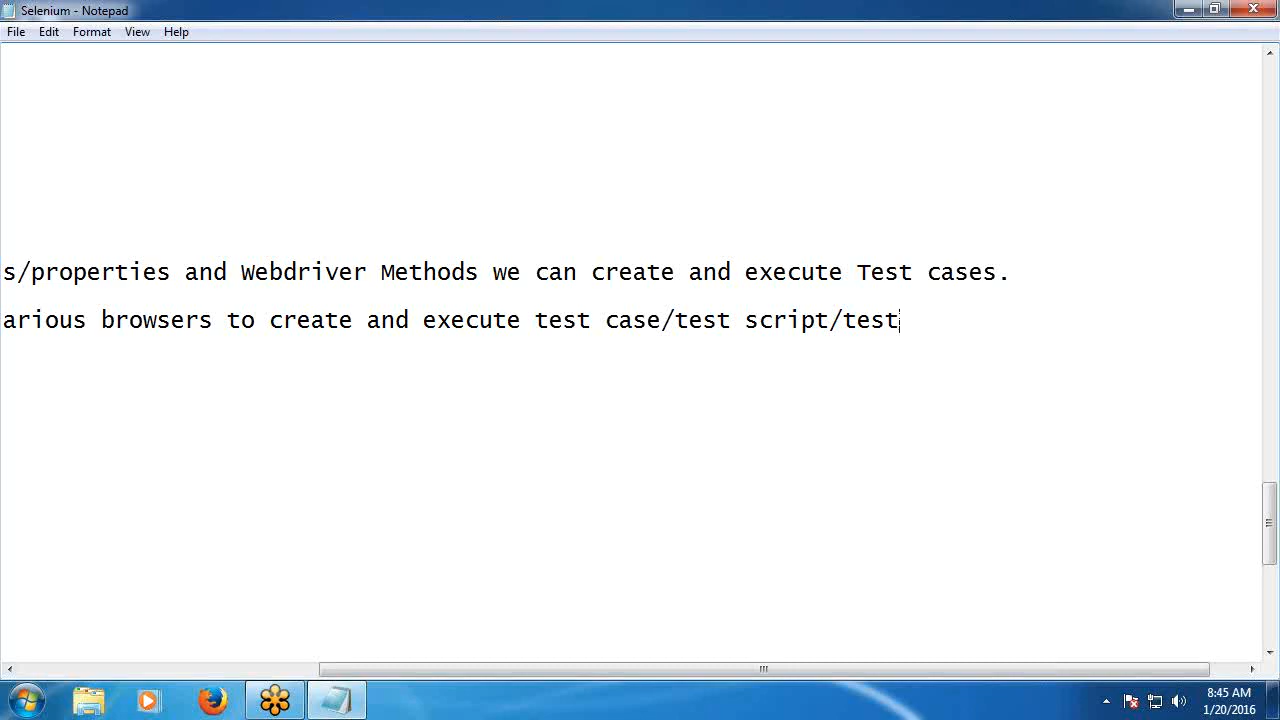 Selenium - Notepad
File Edit Format View Help
s/properties and Webdriver Methods we can create and execute Test cases.
arious browsers to create and execute test case/test script/test
8:45 AM
1/20/2016